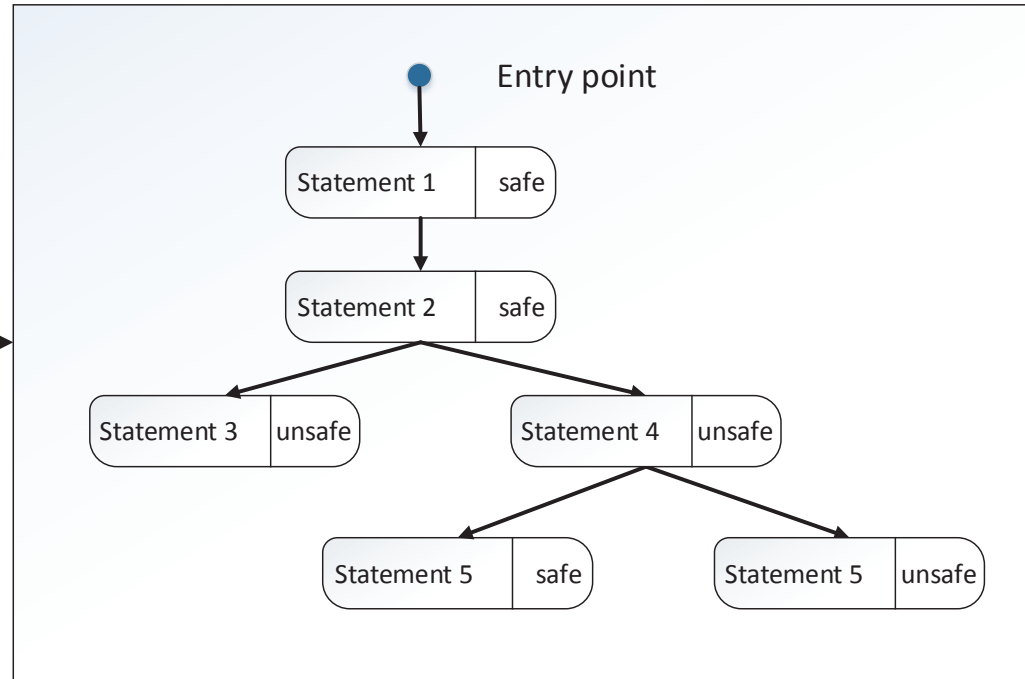 Entry point
Statement 1 safe
Statement 2 safe
Statement 3 unsafe
Statement 4 unsafe
Statement 5 safe
Statement 5 unsafe